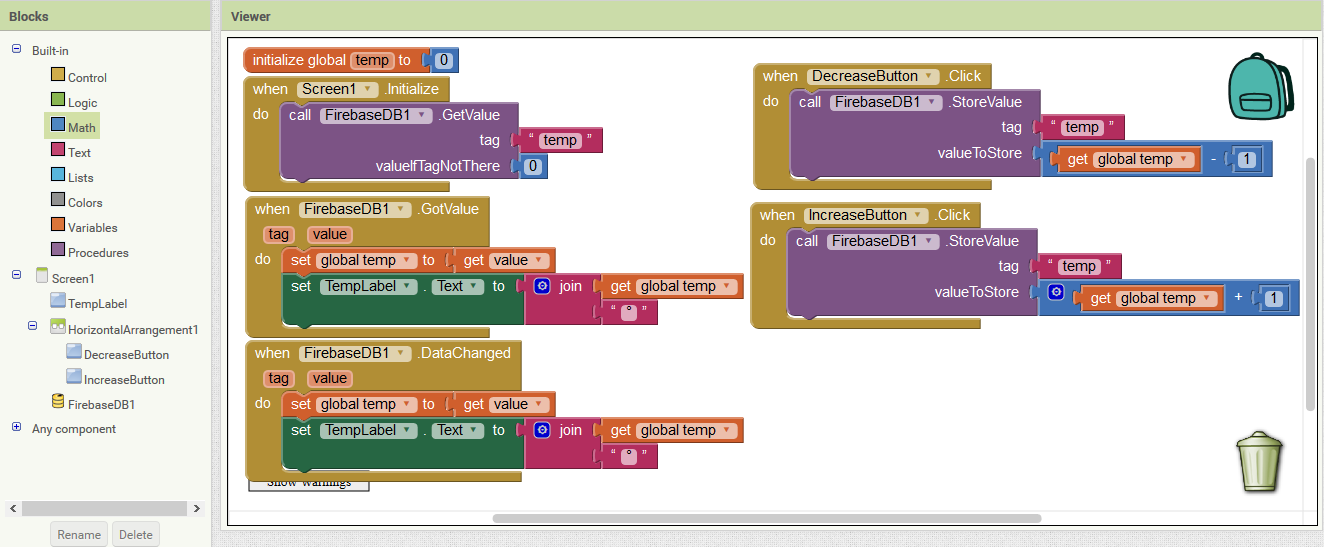 Blocks
Built-in
Control
Logic
Math
Text
Lists
Colors
Variables
Procedures
Screen1
TempLabel
HorizontalArrangement1
DecreaseButton
IncreaseButton
FirebaseDB1
Any component
Rename Delete
Viewer
initialize global temp to 0
when Screen1 .Initialize
do call FirebaseDB1 .GetValue
tag " temp "
valueIfTagNotThere 0
when FirebaseDB1 .GotValue
tag value
do set global temp to get value
set TempLabel . Text to join get global temp
" ° "
when FirebaseDB1 .DataChanged
tag value
do set global temp to get value
set TempLabel . Text to join get global temp
" ° "
Show Warnings
when DecreaseButton .Click
do call FirebaseDB1 .StoreValue
tag " temp "
valueToStore get global temp - 1
when IncreaseButton .Click
do call FirebaseDB1 .StoreValue
tag " temp "
valueToStore get global temp + 1